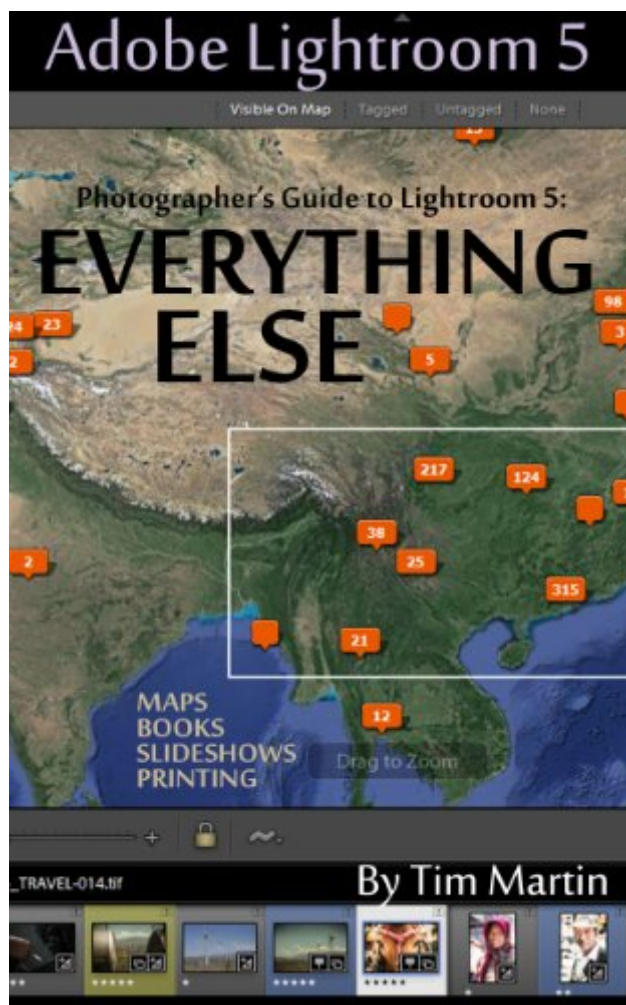 Adobe Lightroom 5
Visible On Map Tagged Untagged None
Photographer's Guide to Lightroom 5:
EVERYTHING
ELSE
98
23
5
217
124
38
25
2
315
21
12
MAPS
BOOKS
SLIDESHOWS
PRINTING
Drag to Zoom
_TRAVEL-014.tif
By Tim Martin